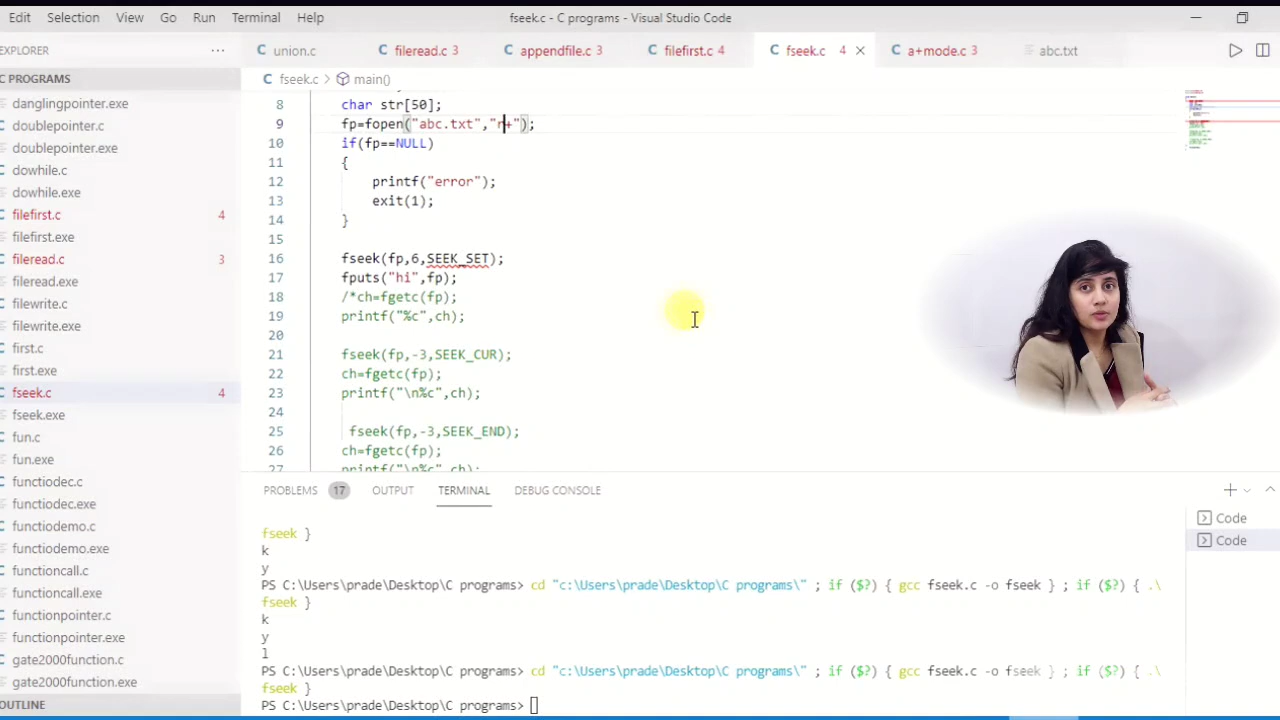 Edit Selection View Go Run Terminal Help fseek.c - C programs - Visual Studio Code
EXPLORER ··· union.c C fileread.c 3 C appendfile.c 3 C filefirst.c 4 C fseek.c 4 C a+mode.c 3 abc.txt
C PROGRAMS C fseek.c > main()
danglingpointer.exe
C doublepointer.c
doublepointer.exe
C dowhile.c
dowhile.exe
C filefirst.c 4
filefirst.exe
C fileread.c 3
fileread.exe
C filewrite.c
filewrite.exe
C first.c
first.exe
C fseek.c 4
fseek.exe
C fun.c
fun.exe
C functiodec.c
functiodec.exe
C functiodemo.c
functiodemo.exe
C functioncall.c
functioncall.exe
C functionpointer.c
functionpointer.exe
C gate2000function.c
gate2000function.exe
OUTLINE
8 char str[50];
9 fp=fopen("abc.txt","r+");
10 if(fp==NULL)
11 {
12 printf("error");
13 exit(1);
14 }
15
16 fseek(fp,6,SEEK_SET);
17 fputs("hi",fp);
18 /*ch=fgetc(fp);
19 printf("%c",ch);
20
21 fseek(fp,-3,SEEK_CUR);
22 ch=fgetc(fp);
23 printf("\n%c",ch);
24
25 fseek(fp,-3,SEEK_END);
26 ch=fgetc(fp);
27 printf("\n%c",ch);
PROBLEMS 17 OUTPUT TERMINAL DEBUG CONSOLE
Code
Code
fseek }
k
y
PS C:\Users\prade\Desktop\C programs> cd "c:\Users\prade\Desktop\C programs\" ; if ($?) { gcc fseek.c -o fseek } ; if ($?) { .\
fseek }
k
y
l
PS C:\Users\prade\Desktop\C programs> cd "c:\Users\prade\Desktop\C programs\" ; if ($?) { gcc fseek.c -o fseek } ; if ($?) { .\
fseek }
PS C:\Users\prade\Desktop\C programs>